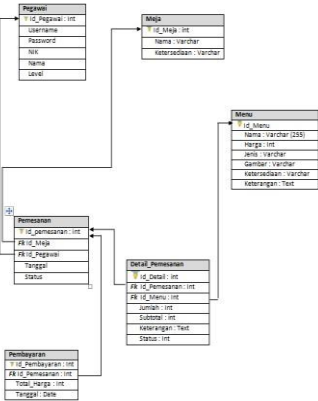 Pegawai
Id_Pegawai : int
Username
Password
NIK
Nama
Level
Meja
Id_Meja : int
Nama : Varchar
Ketersediaan : Varchar
Menu
Id_Menu
Nama : Varchar (255)
Harga : Int
Jenis : Varchar
Gambar : Varchar
Ketersediaan : Varchar
Keterangan : Text
Pemesanan
Id_pemesanan : int
FK Id_Meja
FK Id_Pegawai
Tanggal
Status
Detail_Pemesanan
Id_Detail : int
FK Id_Pemesanan : int
FK Id_Menu : int
Jumlah : int
Subtotal : int
Keterangan : Text
Status : Int
Pembayaran
Id_Pembayaran : int
FK Id_Pemesanan : int
Total_Harga : int
Tanggal : Date